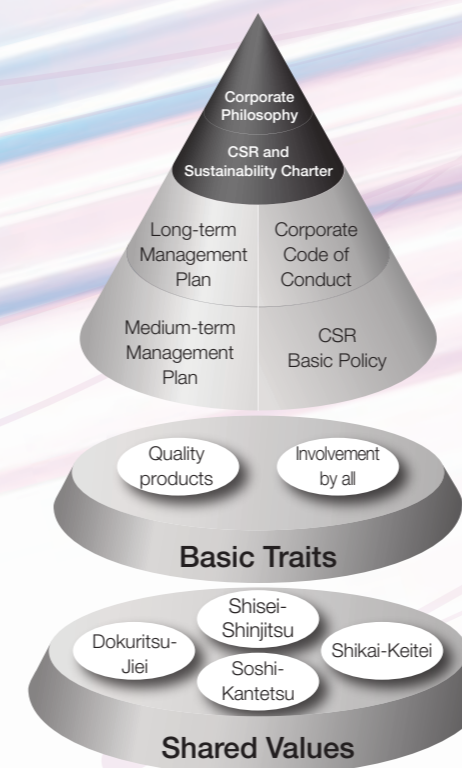 Corporate
Philosophy
CSR and
Sustainability Charter
Long-term
Management
Plan
Corporate
Code of
Conduct
Medium-term
Management
Plan
CSR
Basic Policy
Quality
products
Involvement
by all
Basic Traits
Shisei-
Shinjitsu
Dokuritsu-
Jiei
Shikai-Keitei
Soshi-
Kantetsu
Shared Values